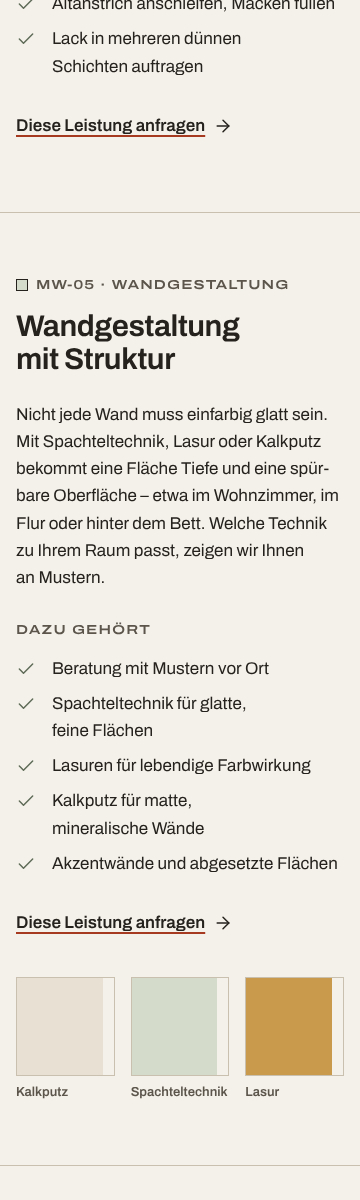 Altanstrich anschleifen, Macken füllen
Lack in mehreren dünnen
Schichten auftragen
Diese Leistung anfragen →
MW-05 · WANDGESTALTUNG
Wandgestaltung
mit Struktur
Nicht jede Wand muss einfarbig glatt sein.
Mit Spachteltechnik, Lasur oder Kalkputz
bekommt eine Fläche Tiefe und eine spür-
bare Oberfläche – etwa im Wohnzimmer, im
Flur oder hinter dem Bett. Welche Technik
zu Ihrem Raum passt, zeigen wir Ihnen
an Mustern.
DAZU GEHÖRT
Beratung mit Mustern vor Ort
Spachteltechnik für glatte,
feine Flächen
Lasuren für lebendige Farbwirkung
Kalkputz für matte,
mineralische Wände
Akzentwände und abgesetzte Flächen
Diese Leistung anfragen →
Kalkputz
Spachteltechnik
Lasur